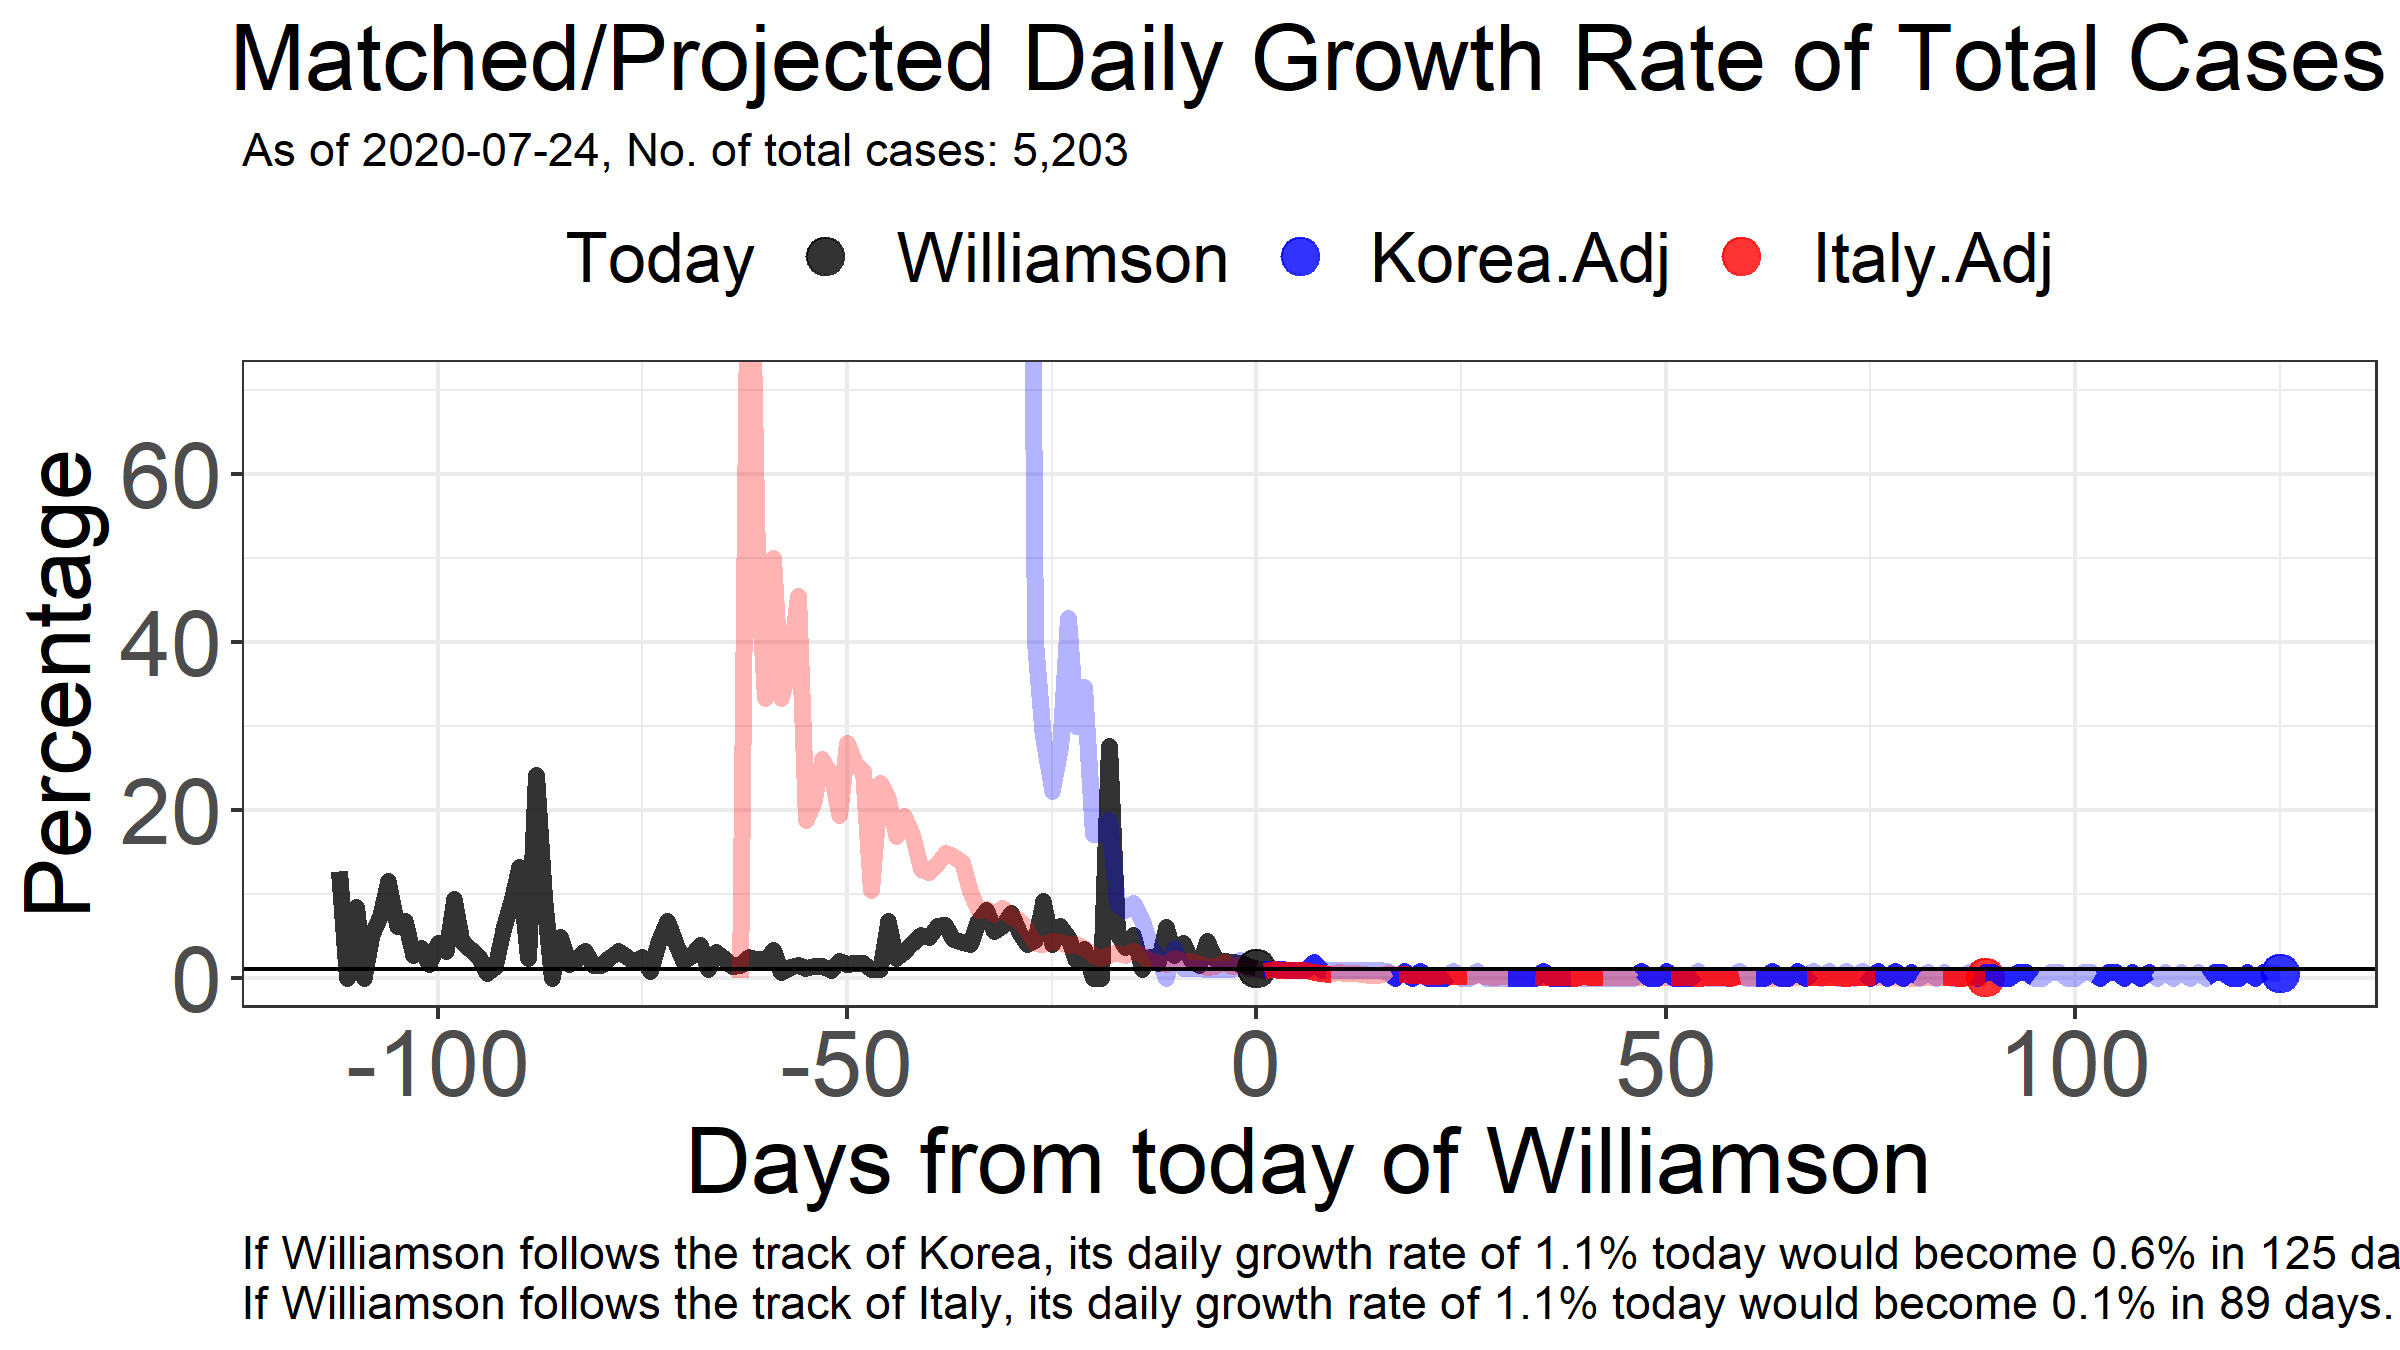 Matched/Projected Daily Growth Rate of Total Cases
As of 2020-07-24, No. of total cases: 5,203
Today Williamson Korea.Adj Italy.Adj
Percentage
60
40
20
0
-100 -50 0 50 100
Days from today of Williamson
If Williamson follows the track of Korea, its daily growth rate of 1.1% today would become 0.6% in 125 da
If Williamson follows the track of Italy, its daily growth rate of 1.1% today would become 0.1% in 89 days.